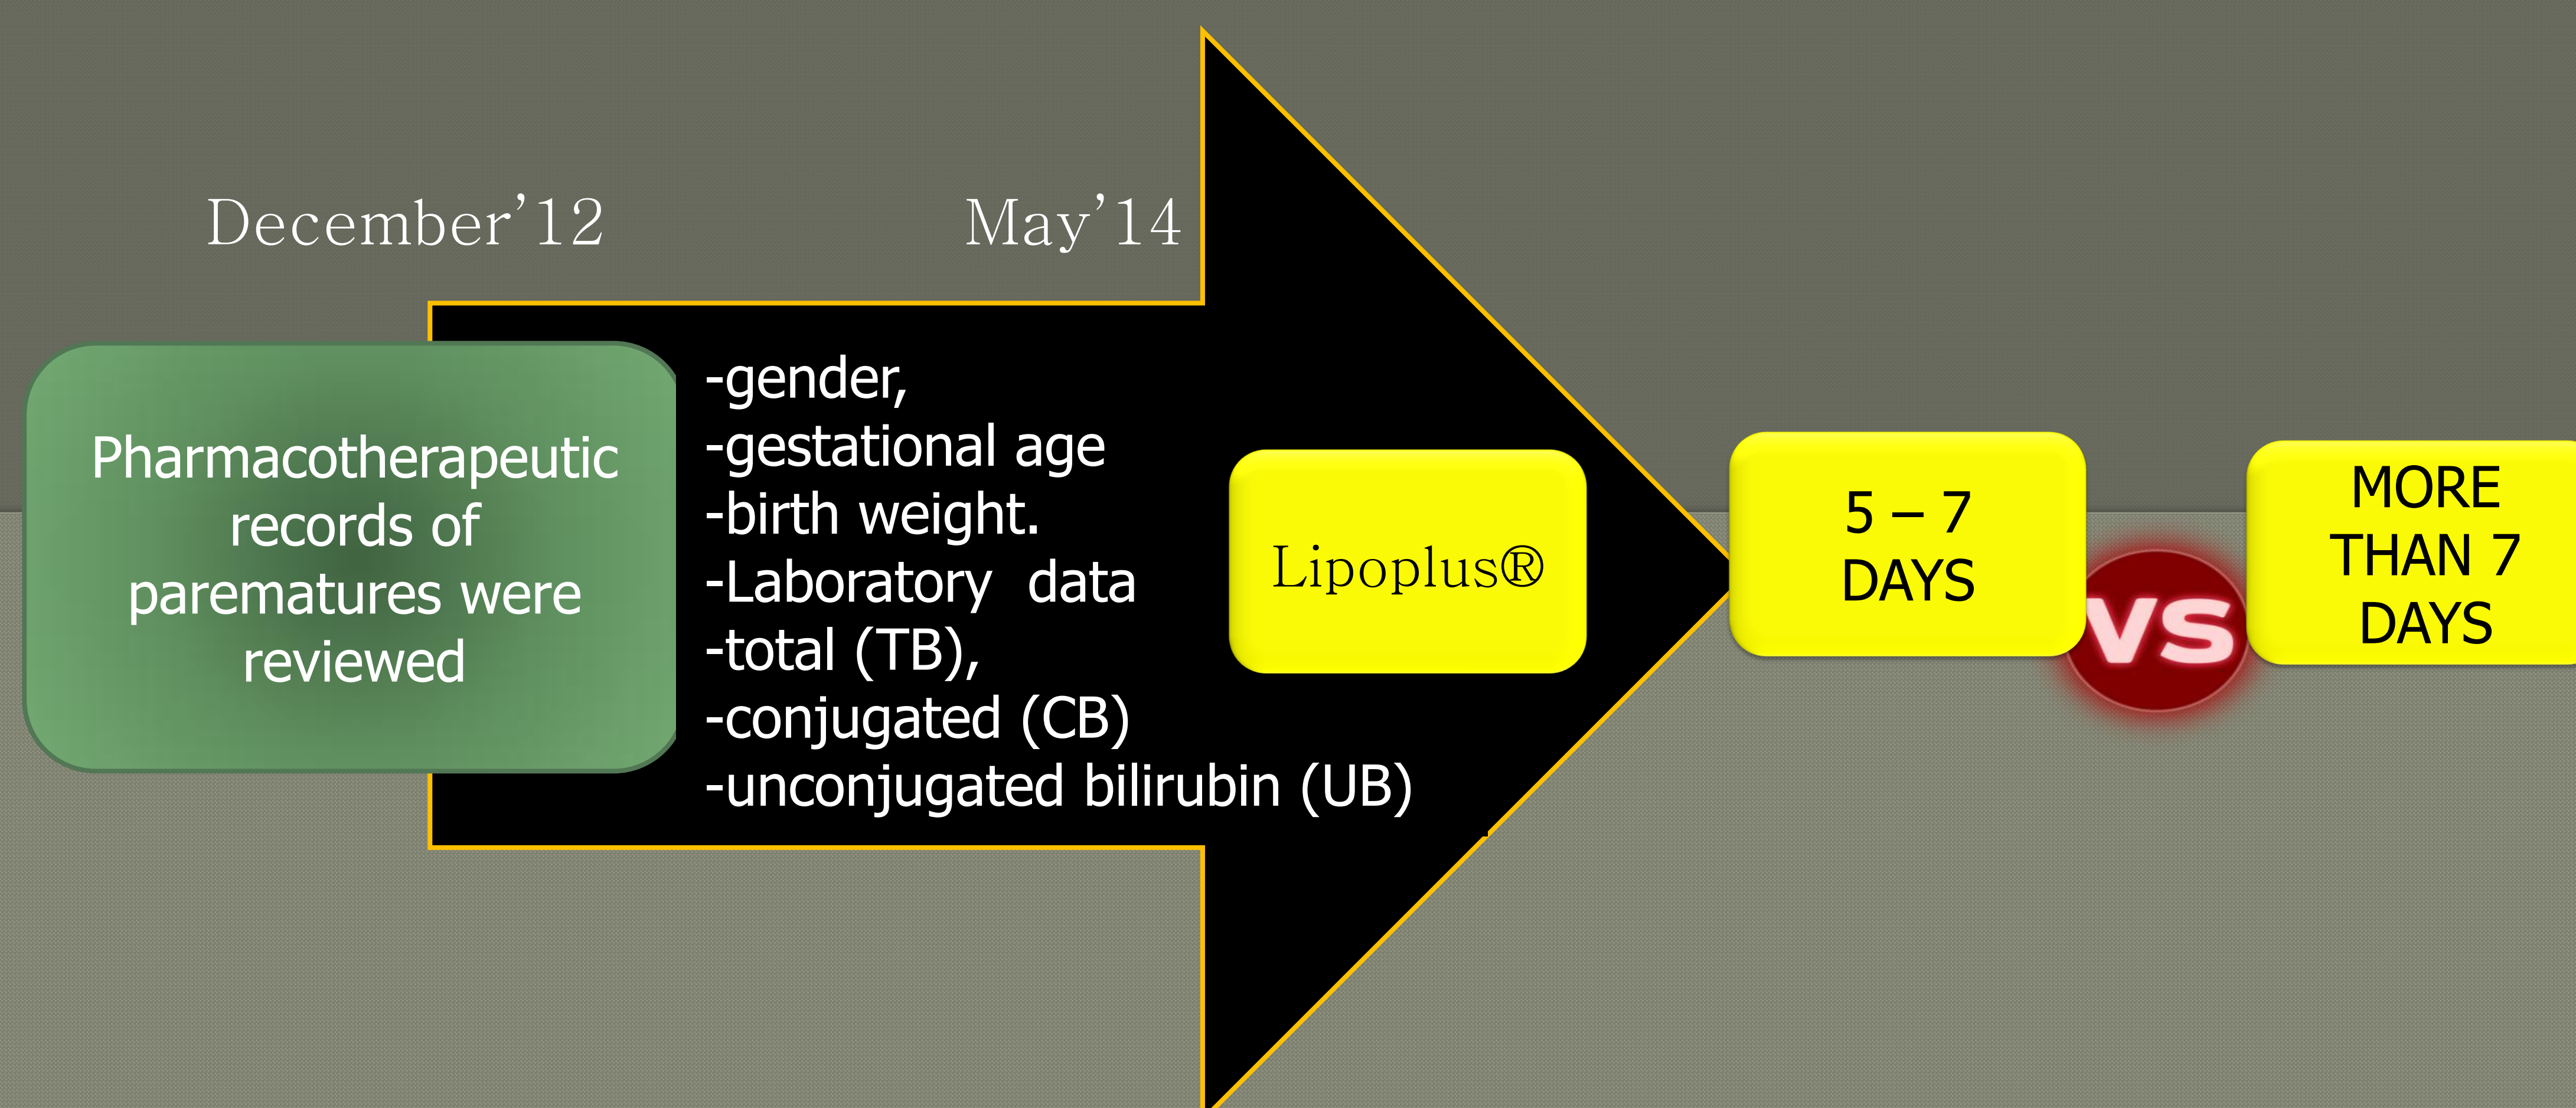 December’12
May’14
Pharmacotherapeutic
records of
parematures were
reviewed
-gender,
-gestational age
-birth weight.
-Laboratory  data
-total (TB),
-conjugated (CB)
-unconjugated bilirubin (UB)
Lipoplus®
5 – 7
DAYS
VS
MORE
THAN 7
DAYS